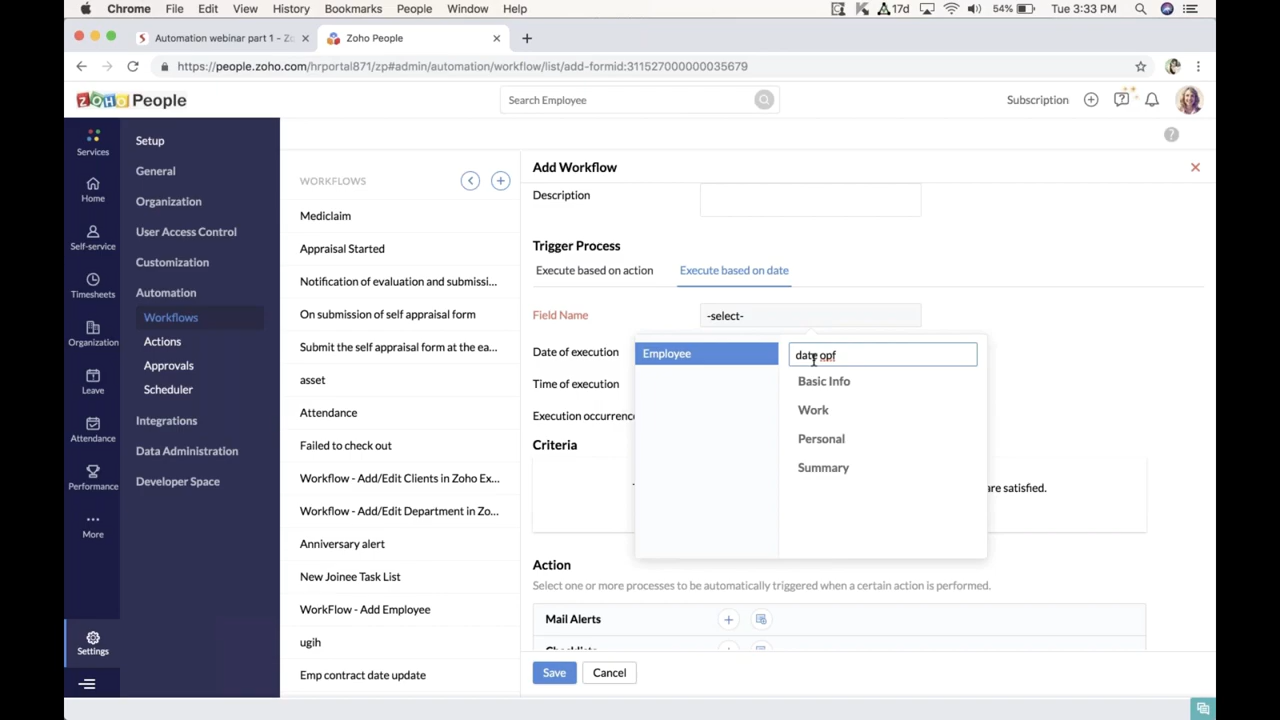 Chrome File Edit View History Bookmarks People Window Help 17d 54% Tue 3:33 PM
Automation webinar part 1 - Zo
Zoho People
https://people.zoho.com/hrportal871/zp#admin/automation/workflow/list/add-formid:311527000000035679
ZOHO People
Search Employee
Subscription
Services
Home
Self-service
Timesheets
Organization
Leave
Attendance
Performance
More
Settings
Setup
General
Organization
User Access Control
Customization
Automation
Workflows
Actions
Approvals
Scheduler
Integrations
Data Administration
Developer Space
WORKFLOWS
Mediclaim
Appraisal Started
Notification of evaluation and submissi...
On submission of self appraisal form
Submit the self appraisal form at the ea...
asset
Attendance
Failed to check out
Workflow - Add/Edit Clients in Zoho Ex...
Workflow - Add/Edit Department in Zo...
Anniversary alert
New Joinee Task List
WorkFlow - Add Employee
ugih
Emp contract date update
Add Workflow
Description
Trigger Process
Execute based on action Execute based on date
Field Name -select-
Date of execution
Time of execution
Execution occurrence
Employee
date opf
Basic Info
Work
Personal
Summary
Criteria
are satisfied.
Action
Select one or more processes to be automatically triggered when a certain action is performed.
Mail Alerts
Checklists
Save Cancel